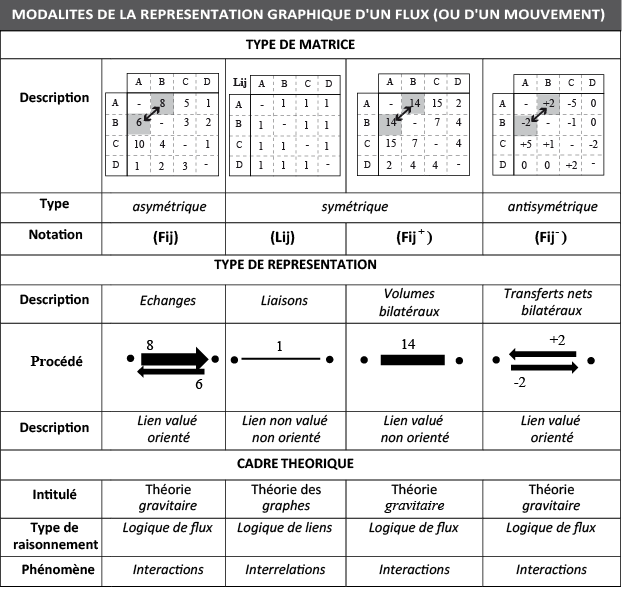 MODALITES DE LA REPRESENTATION GRAPHIQUE D'UN FLUX (OU D'UN MOUVEMENT)
TYPE DE MATRICE
Description
A B C D
A - 8 5 1
B 6 - 3 2
C 10 4 - 1
D 1 2 3 -
Lij A B C D
A - 1 1 1
B 1 - 1 1
C 1 1 - 1
D 1 1 1 -
A B C D
A - 14 15 2
B 14 - 7 4
C 15 7 - 4
D 2 4 4 -
A B C D
A - +2 -5 0
B -2 - -1 0
C +5 +1 - -2
D 0 0 +2 -
Type asymétrique symétrique antisymétrique
Notation (Fij) (Lij) (Fij+) (Fij-)
TYPE DE REPRESENTATION
Description Echanges Liaisons Volumes bilatéraux Transferts nets bilatéraux
Procédé 8 6 1 14 +2 -2
Description Lien valué orienté Lien non valué non orienté Lien valué non orienté Lien valué orienté
CADRE THEORIQUE
Intitulé Théorie gravitaire Théorie des graphes Théorie gravitaire Théorie gravitaire
Type de raisonnement Logique de flux Logique de liens Logique de flux Logique de flux
Phénomène Interactions Interrelations Interactions Interactions